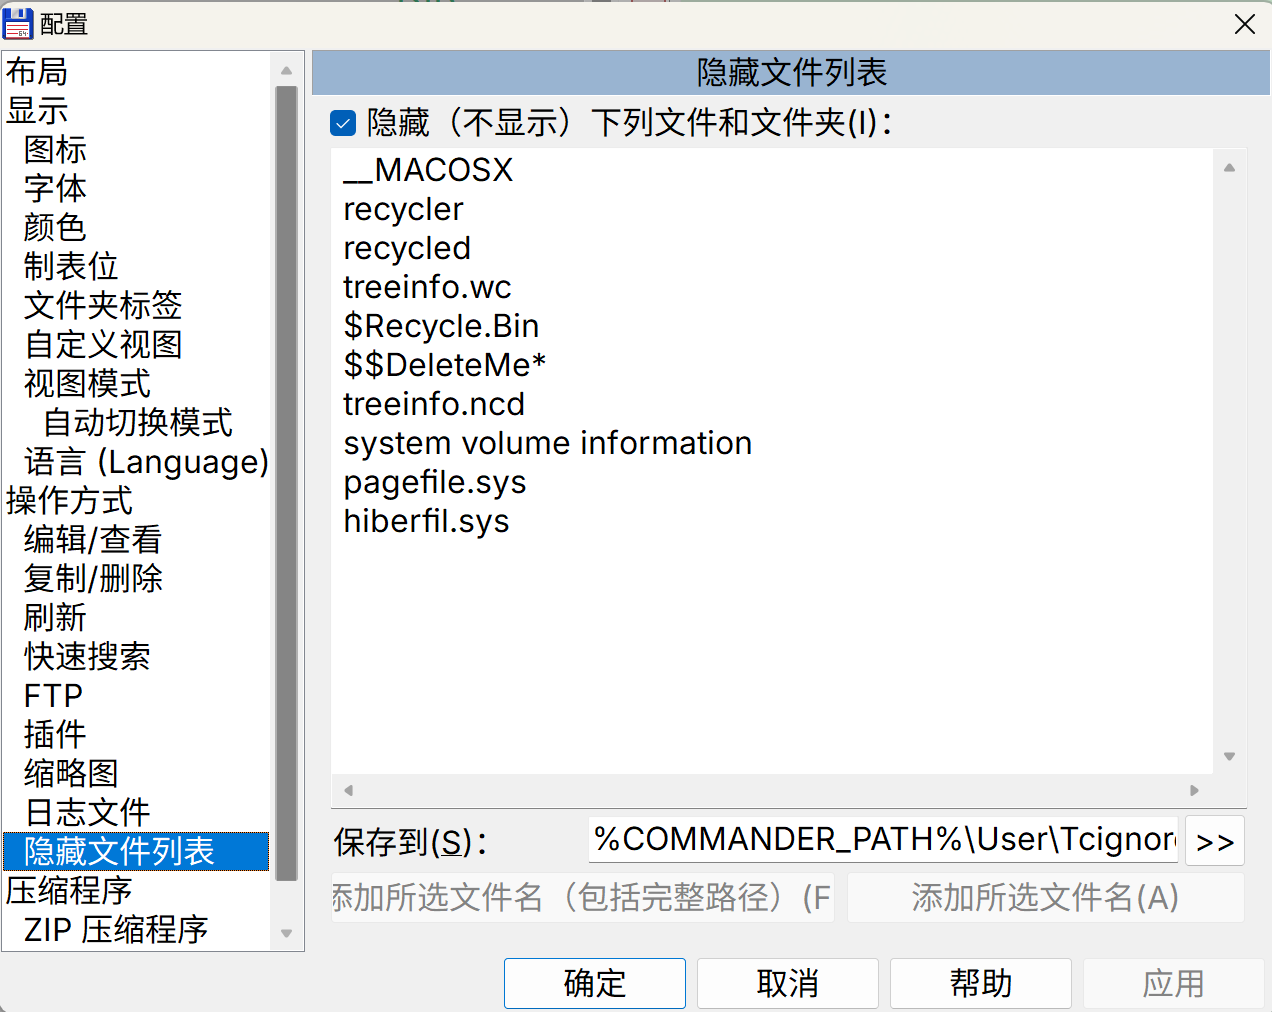 配置
布局
显示
图标
字体
颜色
制表位
文件夹标签
自定义视图
视图模式
自动切换模式
语言 (Language)
操作方式
编辑/查看
复制/删除
刷新
快速搜索
FTP
插件
缩略图
日志文件
隐藏文件列表
压缩程序
ZIP 压缩程序
隐藏文件列表
隐藏（不显示）下列文件和文件夹(I)：
__MACOSX
recycler
recycled
treeinfo.wc
$Recycle.Bin
$$DeleteMe*
treeinfo.ncd
system volume information
pagefile.sys
hiberfil.sys
保存到(S)：
%COMMANDER_PATH%\User\Tcignor
>>
添加所选文件名（包括完整路径）(F
添加所选文件名(A)
确定
取消
帮助
应用